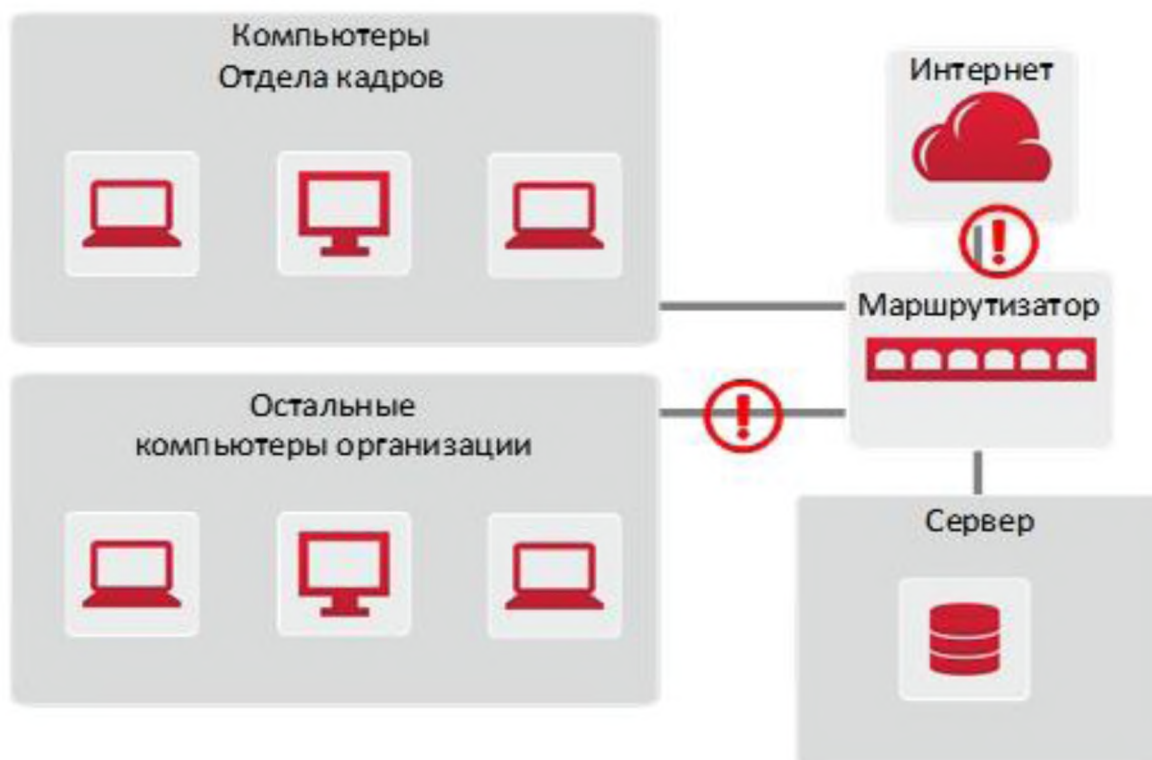 Компьютеры
Отдела кадров
Интернет
Маршрутизатор
Остальные
компьютеры организации
Сервер